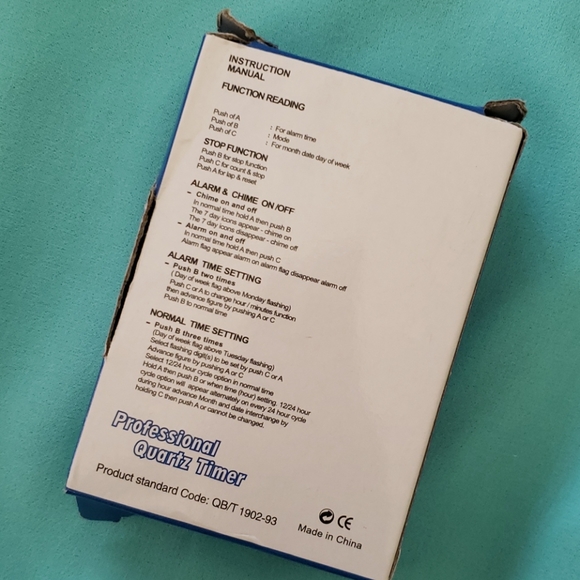 INSTRUCTION
MANUAL
FUNCTION READING
Push of A : For alarm time
Push of B : Mode
Push of C : For month date day of week
STOP FUNCTION
Push B for stop function
Push C for count & stop
Push A for lap & reset
ALARM & CHIME ON/OFF
- Chime on and off
In normal time hold A then push B
The 7 day icons appear - chime on
The 7 day icons disappear - chime off
- Alarm on and off
In normal time hold A then push C
Alarm flag appear alarm on alarm flag disappear alarm off
ALARM TIME SETTING
- Push B two times
(Day of week flag above Monday flashing)
Push C or A to change hour / minutes function
then advance figure by pushing A or C
Push B to normal time
NORMAL TIME SETTING
- Push B three times
(Day of week flag above Tuesday flashing)
Select flashing digit(s) to be set by push C or A
Advance figure by pushing A or C
Select 12/24 hour cycle option in normal time
Hold A then push B or when time (hour) setting. 12/24 hour
cycle option will appear alternately on every 24 hour cycle
during hour advance Month and date interchange by
holding C then push A or cannot be changed.
Professional
Quartz Timer
Product standard Code: QB/T 1902-93
CE
Made in China